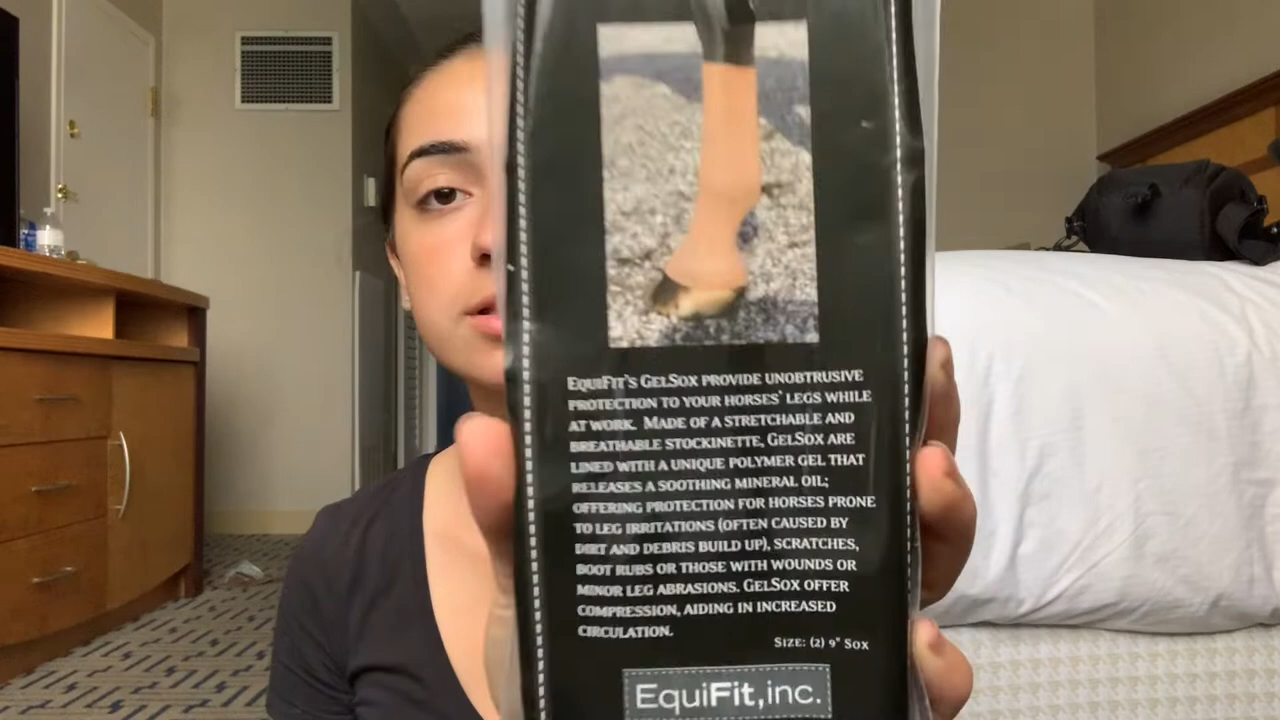 EquiFit's GelSox provide unobtrusive
protection to your horses' legs while
at work. Made of a stretchable and
breathable stockinette, GelSox are
lined with a unique polymer gel that
releases a soothing mineral oil;
offering protection for horses prone
to leg irritations (often caused by
dirt and debris build up), scratches,
boot rubs or those with wounds or
minor leg abrasions. GelSox offer
compression, aiding in increased
circulation.
Size: (2) 9" Sox
EquiFit,inc.